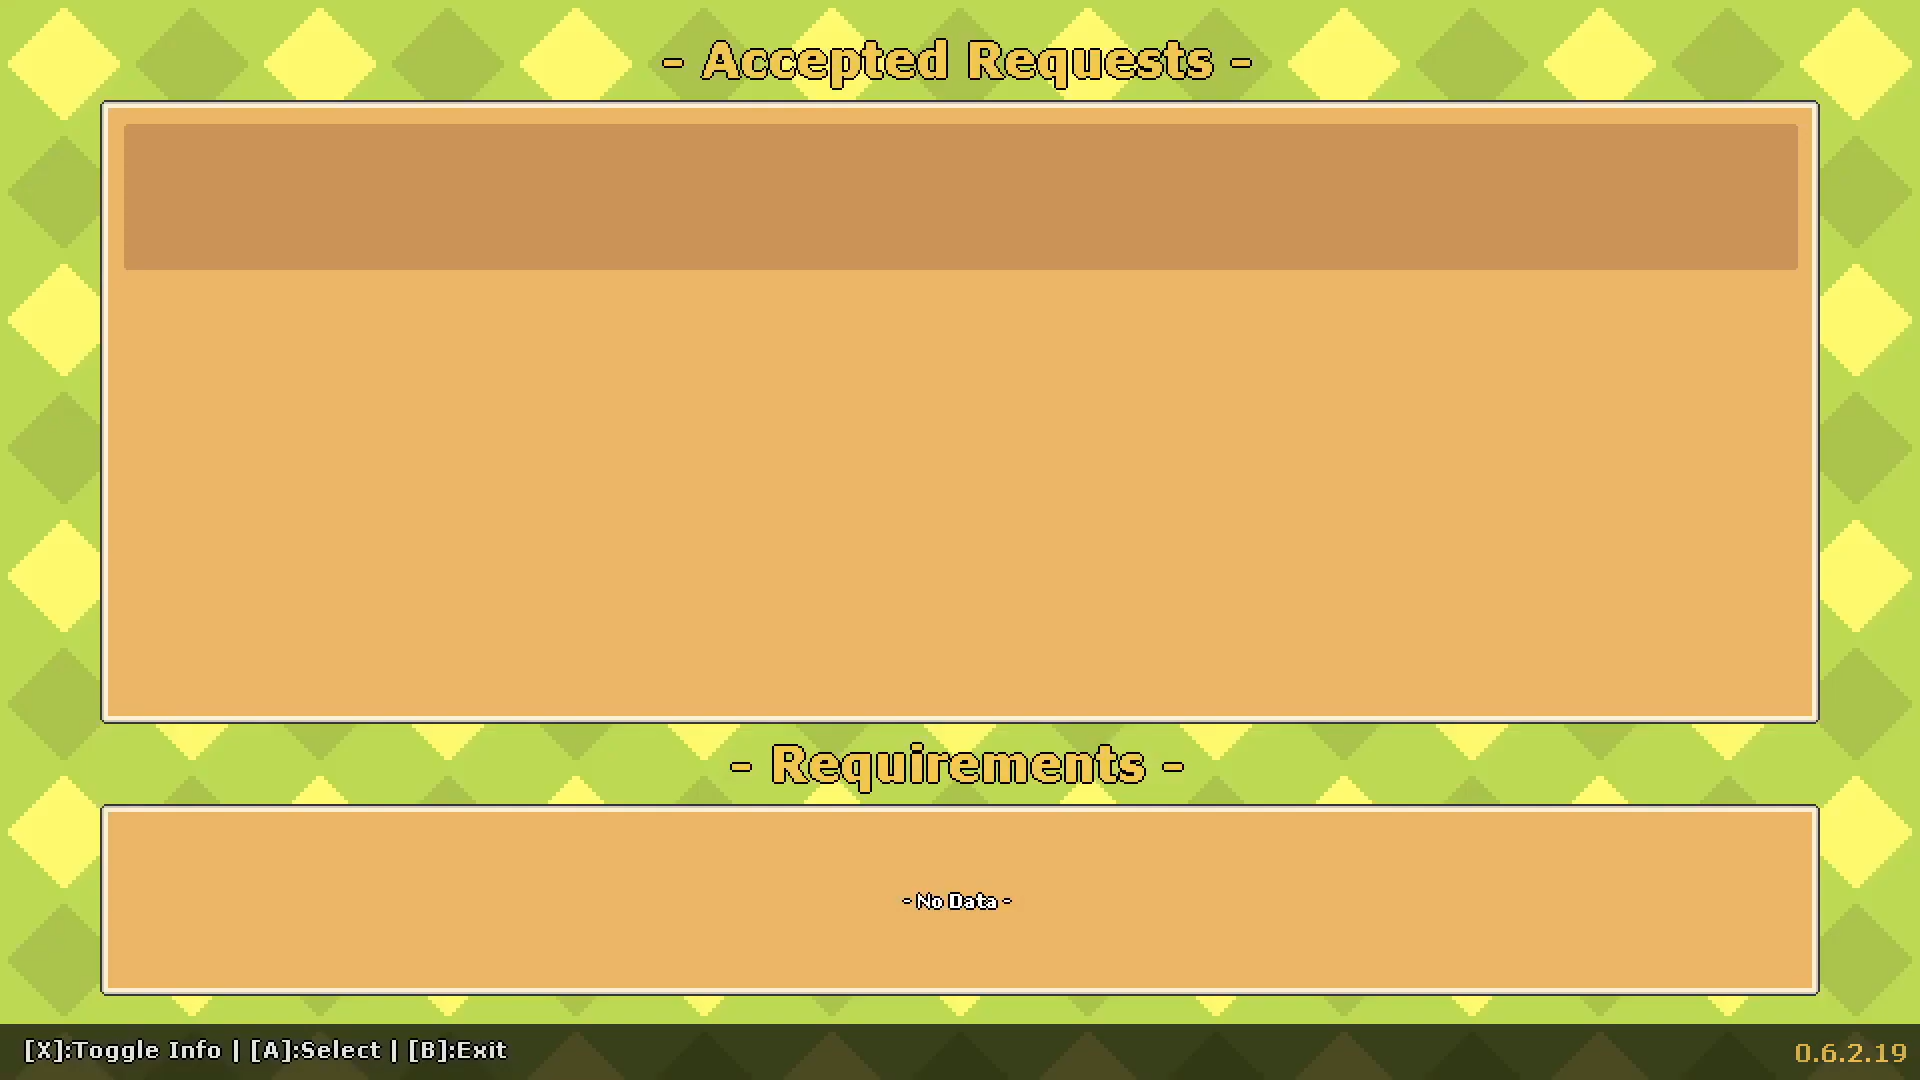 - Accepted Requests -
- Requirements -
- No Data -
[X]:Toggle Info | [A]:Select | [B]:Exit
0.6.2.19